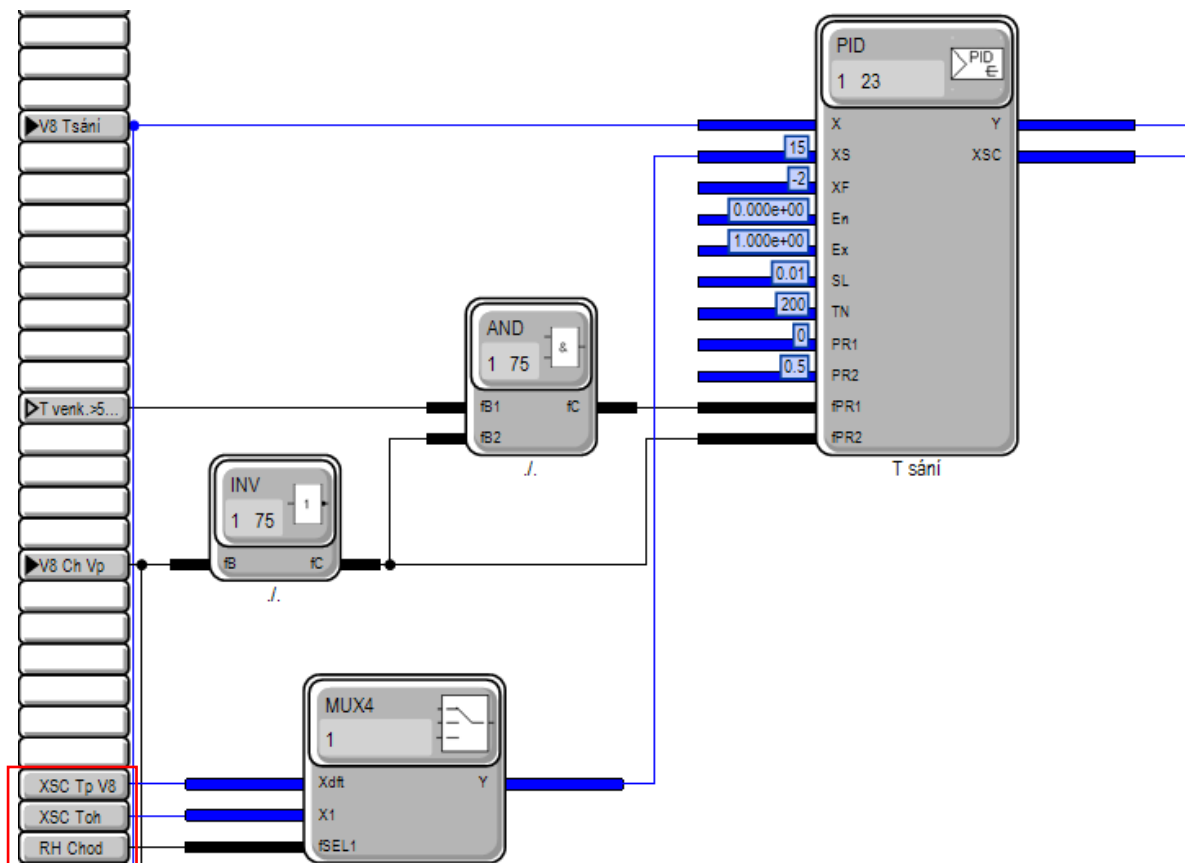 PID
PID
1 23
V8 Tsání
X
Y
15
XS
XSC
-2
XF
0.000e+00
En
1.000e+00
Ex
0.01
SL
200
TN
0
PR1
0.5
PR2
AND
&
1 75
T venk.>5...
fB1
fC
fPR1
fB2
fPR2
./.
T sání
INV
1
1 75
V8 Ch Vp
fB
fC
./.
MUX4
1
XSC Tp V8
Xdft
Y
XSC Toh
X1
RH Chod
fSEL1